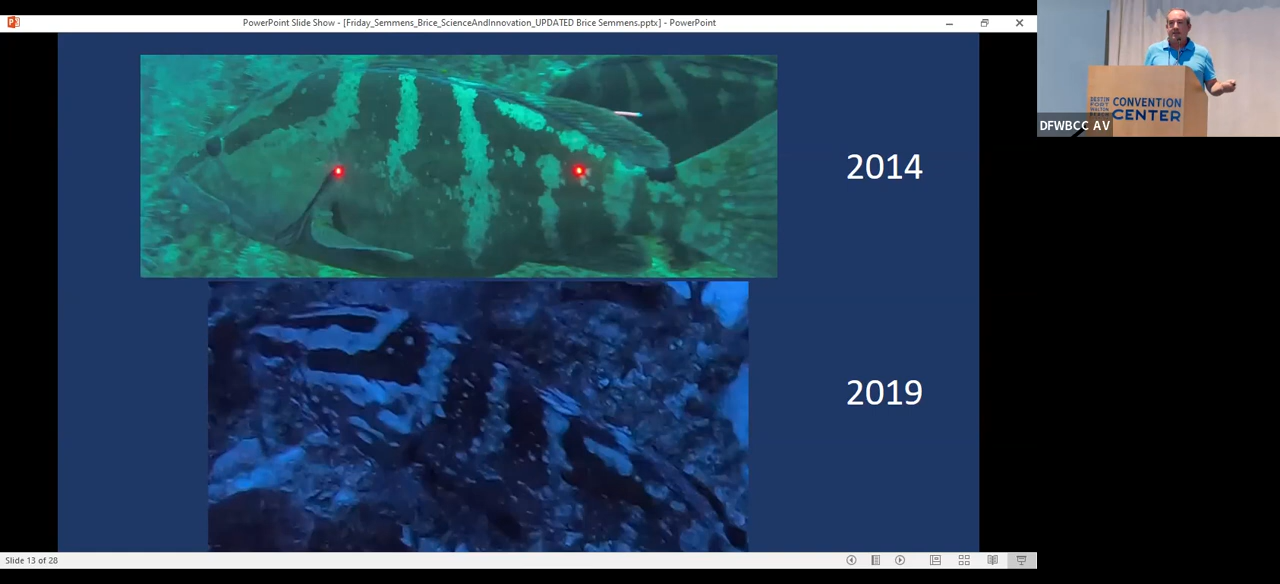 PowerPoint Slide Show - [Friday_Semmens_Brice_ScienceAndInnovation_UPDATED Brice Semmens.pptx] - PowerPoint
2014
2019
Slide 13 of 28
DESTIN
FORT
WALTON
BEACH
CONVENTION
CENTER
DFWBCC AV